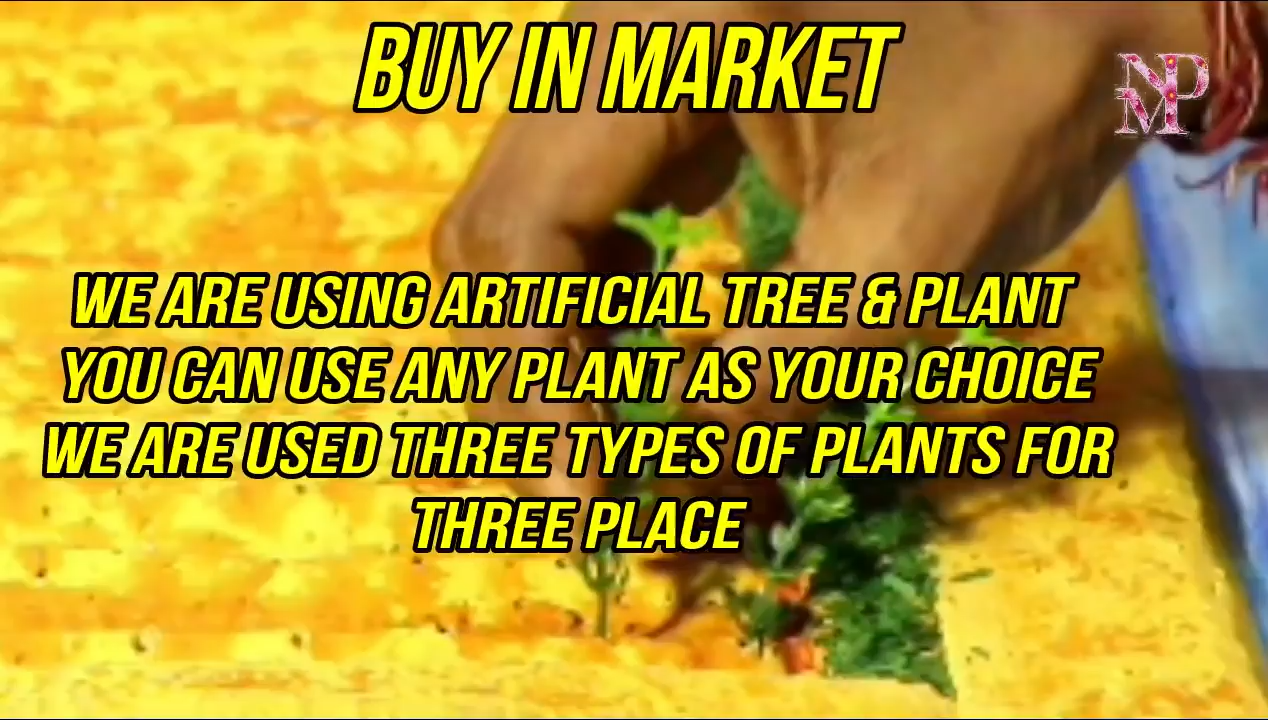 BUY IN MARKET
NPM
WE ARE USING ARTIFICIAL TREE & PLANT
YOU CAN USE ANY PLANT AS YOUR CHOICE
WE ARE USED THREE TYPES OF PLANTS FOR
THREE PLACE